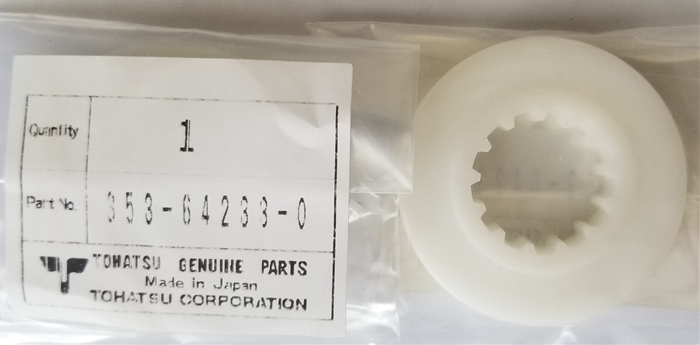 Quantity 1
Part No. 353-64233-0
TOHATSU GENUINE PARTS
Made in Japan
TOHATSU CORPORATION